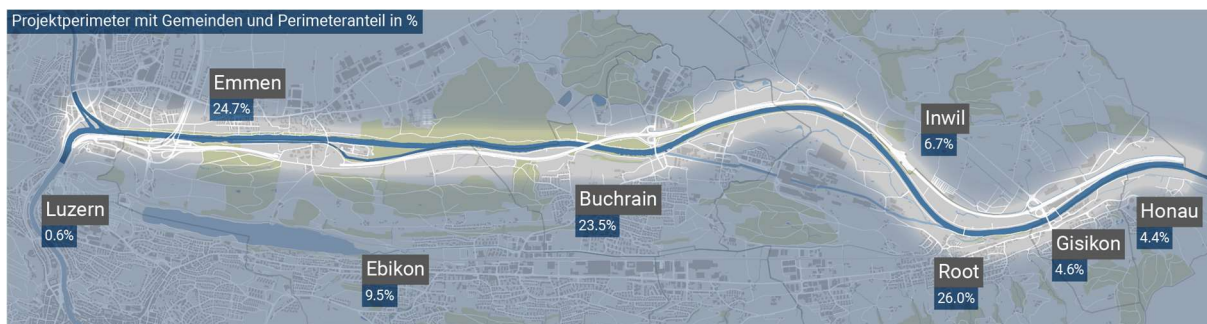 Projektperimeter mit Gemeinden und Perimeteranteil in %
Emmen
24.7%
Inwil
6.7%
Buchrain
23.5%
Luzern
0.6%
Honau
4.4%
Gisikon
4.6%
Ebikon
9.5%
Root
26.0%